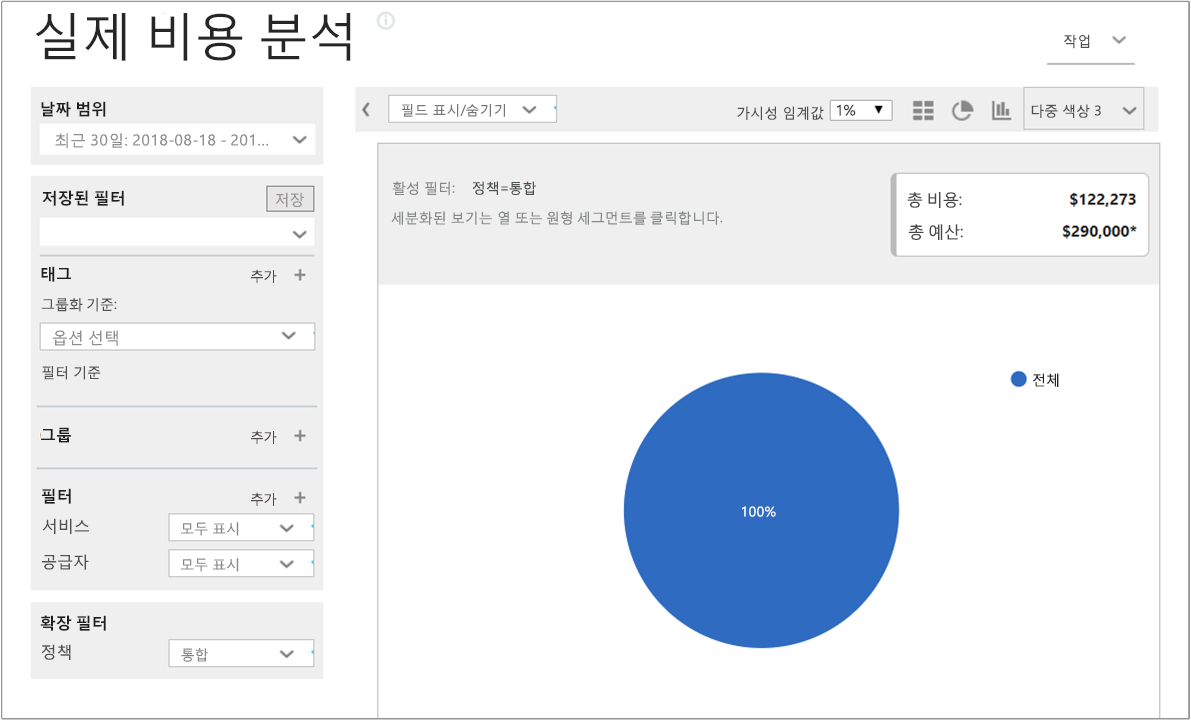 실제 비용 분석
작업
날짜 범위
최근 30일: 2018-08-18 - 201...
저장된 필터 저장
태그 추가 +
그룹화 기준:
옵션 선택
필터 기준
그룹 추가 +
필터 추가 +
서비스 모두 표시
공급자 모두 표시
확장 필터
정책 통합
필드 표시/숨기기 가시성 임계값 1% 다중 색상 3
활성 필터: 정책=통합
세분화된 보기는 열 또는 원형 세그먼트를 클릭합니다.
총 비용: $122,273
총 예산: $290,000*
전체
100%